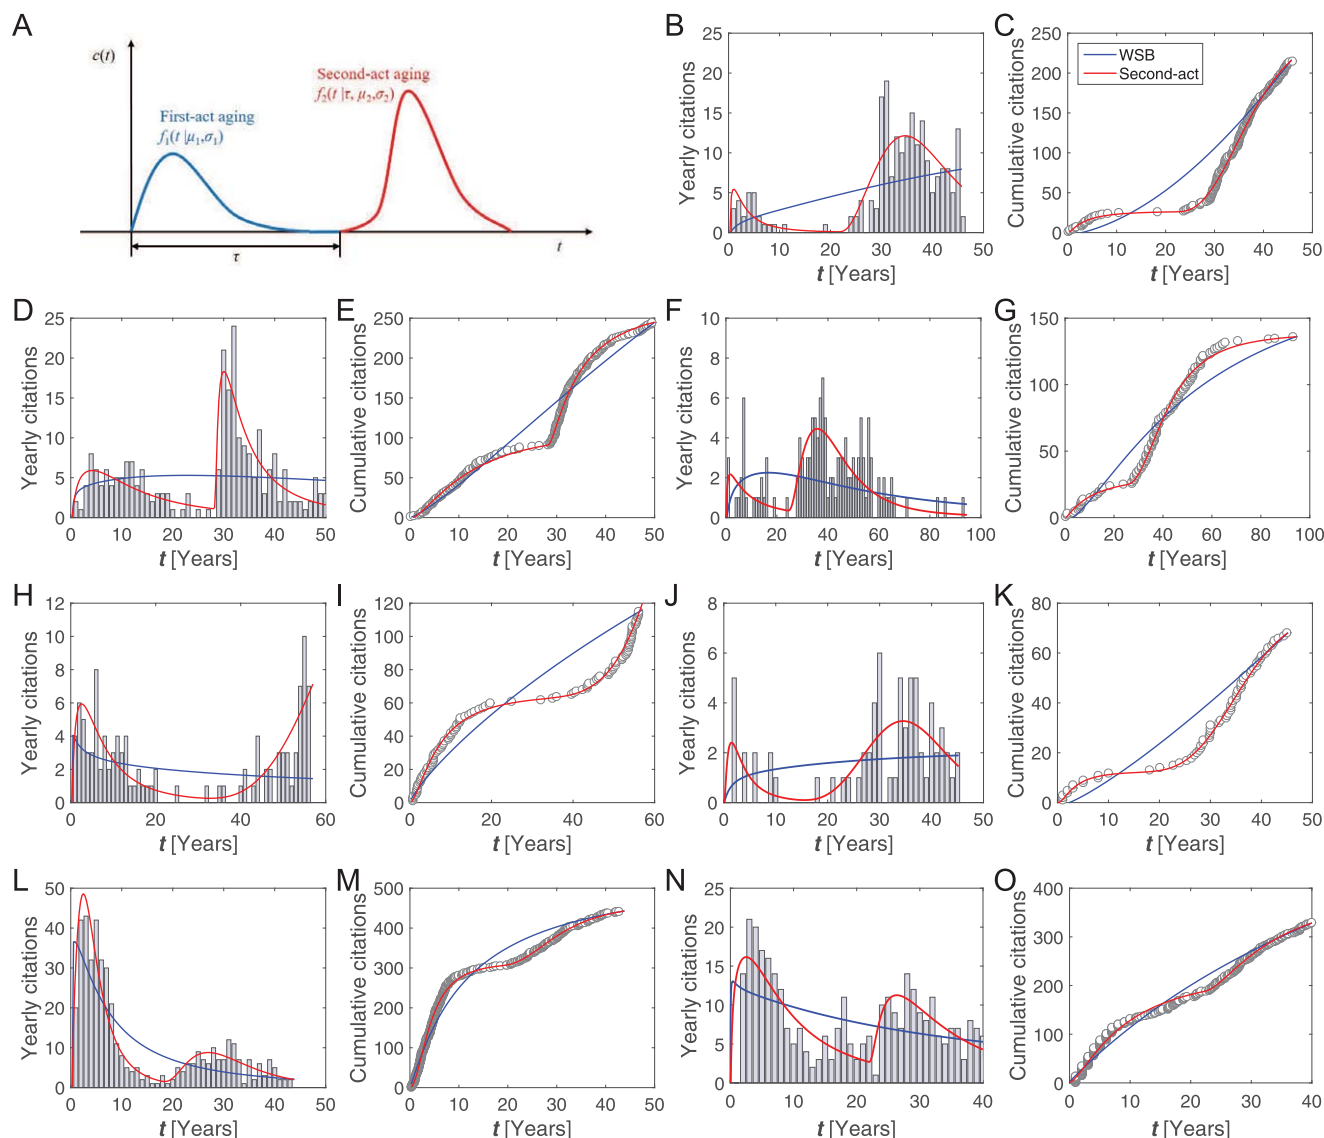 A
c(t)
First-act aging
f₁(t |μ₁,σ₁)
Second-act aging
f₂(t |τ, μ₂,σ₂)
τ
t
B
Yearly citations
25
20
15
10
5
0
0 10 20 30 40 50
t [Years]
C
Cumulative citations
250
200
150
100
50
0
WSB
Second-act
0 10 20 30 40 50
t [Years]
D
Yearly citations
25
20
15
10
5
0
0 10 20 30 40 50
t [Years]
E
Cumulative citations
250
200
150
100
50
0
0 10 20 30 40 50
t [Years]
F
Yearly citations
10
8
6
4
2
0
0 20 40 60 80 100
t [Years]
G
Cumulative citations
150
100
50
0
0 20 40 60 80 100
t [Years]
H
Yearly citations
12
10
8
6
4
2
0
0 20 40 60
t [Years]
I
Cumulative citations
120
100
80
60
40
20
0
0 20 40 60
t [Years]
J
Yearly citations
8
6
4
2
0
0 10 20 30 40 50
t [Years]
K
Cumulative citations
80
60
40
20
0
0 10 20 30 40 50
t [Years]
L
Yearly citations
50
40
30
20
10
0
0 10 20 30 40 50
t [Years]
M
Cumulative citations
500
400
300
200
100
0
0 10 20 30 40 50
t [Years]
N
Yearly citations
25
20
15
10
5
0
0 10 20 30 40
t [Years]
O
Cumulative citations
400
300
200
100
0
0 10 20 30 40
t [Years]